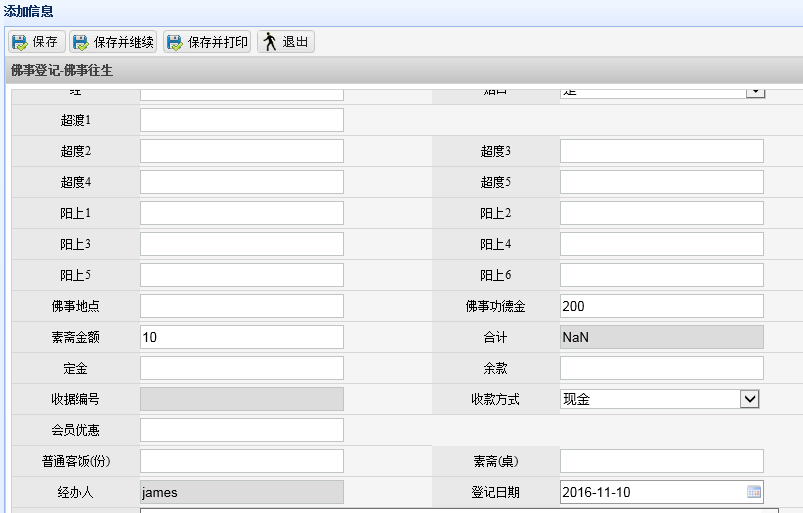 添加信息
保存 保存并继续 保存并打印 退出
佛事登记-佛事往生
超渡1
超度2 超度3
超度4 超度5
阳上1 阳上2
阳上3 阳上4
阳上5 阳上6
佛事地点 佛事功德金 200
素斋金额 10 合计 NaN
定金 余款
收据编号 收款方式 现金
会员优惠
普通客饭(份) 素斋(桌)
经办人 james 登记日期 2016-11-10